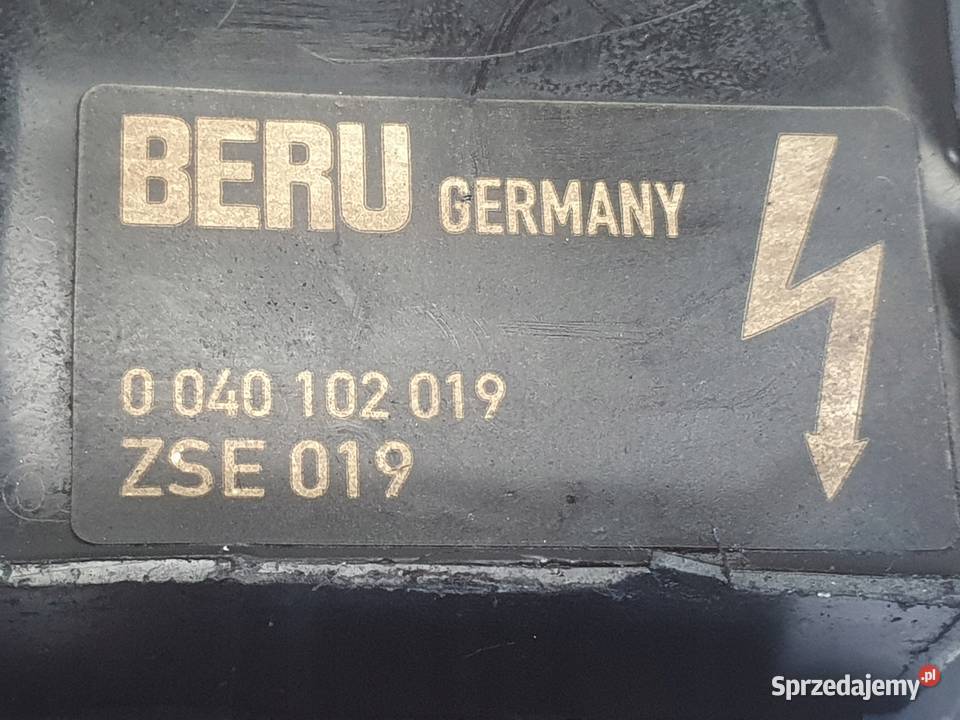 BERU GERMANY
0 040 102 019
ZSE 019
Sprzedajemy.pl